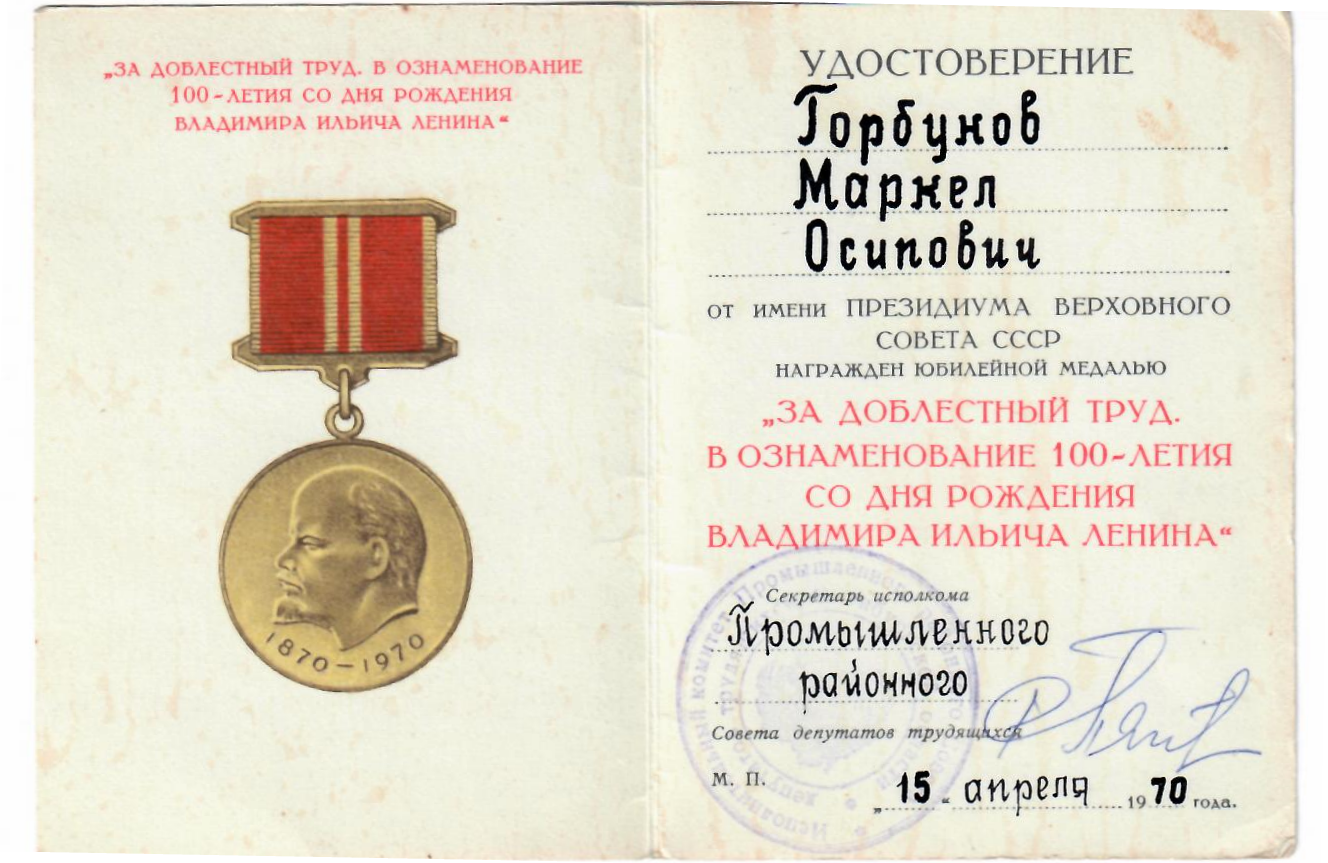 „ЗА ДОБЛЕСТНЫЙ ТРУД. В ОЗНАМЕНОВАНИЕ
100-ЛЕТИЯ СО ДНЯ РОЖДЕНИЯ
ВЛАДИМИРА ИЛЬИЧА ЛЕНИНА“
1870–1970
УДОСТОВЕРЕНИЕ
Горбунов
Маркел
Осипович
ОТ ИМЕНИ ПРЕЗИДИУМА ВЕРХОВНОГО
СОВЕТА СССР
НАГРАЖДЕН ЮБИЛЕЙНОЙ МЕДАЛЬЮ
„ЗА ДОБЛЕСТНЫЙ ТРУД.
В ОЗНАМЕНОВАНИЕ 100-ЛЕТИЯ
СО ДНЯ РОЖДЕНИЯ
ВЛАДИМИРА ИЛЬИЧА ЛЕНИНА“
Секретарь исполкома
Промышленного
районного
Совета депутатов трудящихся
М. П.
„15“ апреля 1970 года.